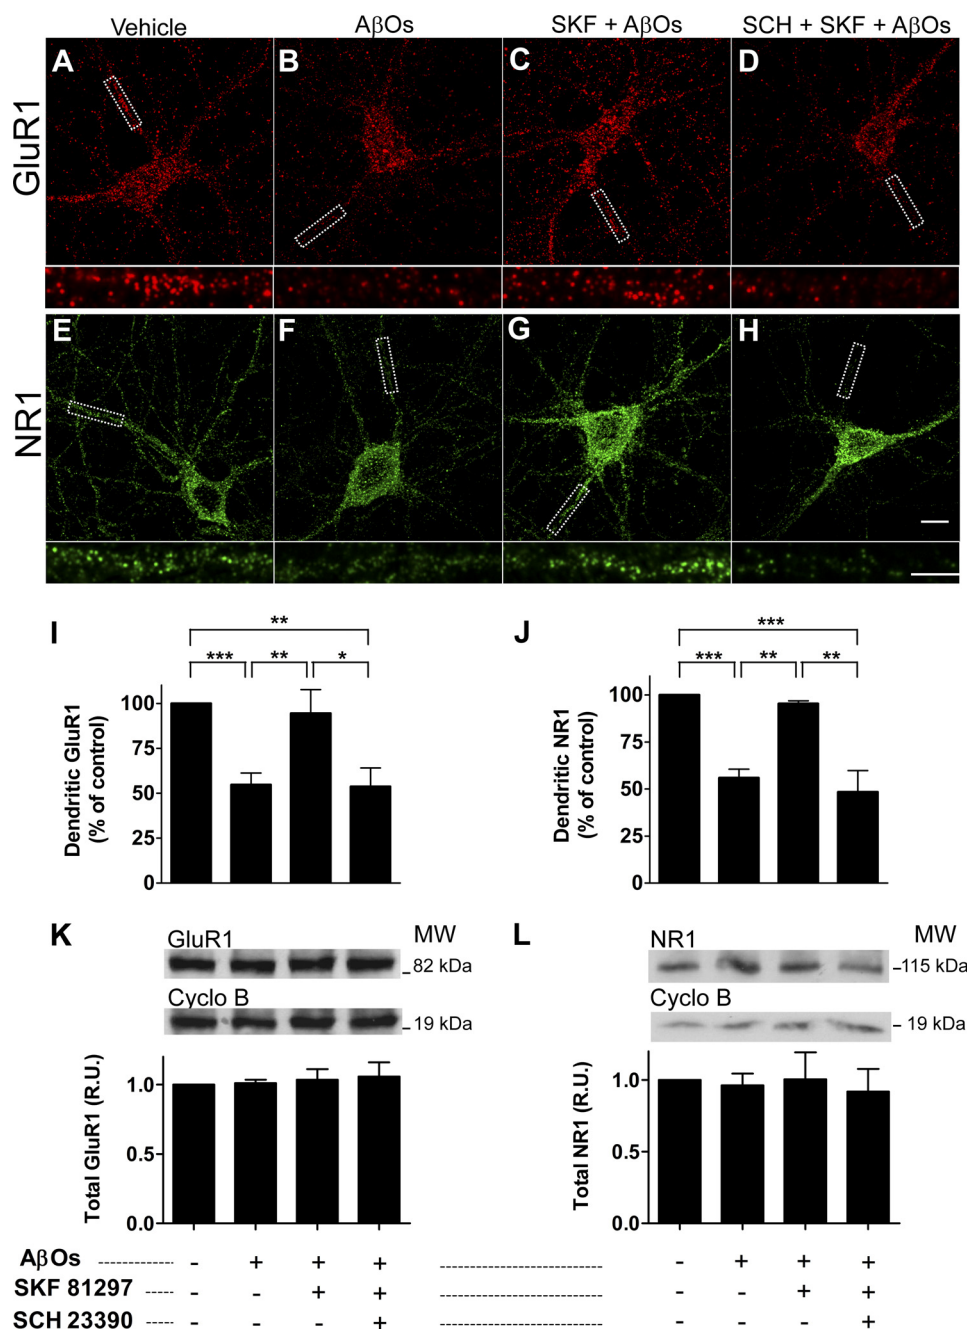 Vehicle AβOs SKF + AβOs SCH + SKF + AβOs
A B C D
GluR1
E F G H
NR1
I J
** ***
*** ** * *** ** **
100 100
75 75
50 50
25 25
0 0
Dendritic GluR1
(% of control)
Dendritic NR1
(% of control)
K L
GluR1 MW NR1 MW
82 kDa 115 kDa
Cyclo B Cyclo B
19 kDa 19 kDa
1.0 1.0
0.5 0.5
0.0 0.0
Total GluR1 (R.U.) Total NR1 (R.U.)
AβOs - + + + - + + +
SKF 81297 - - + + - - + +
SCH 23390 - - - + - - - +